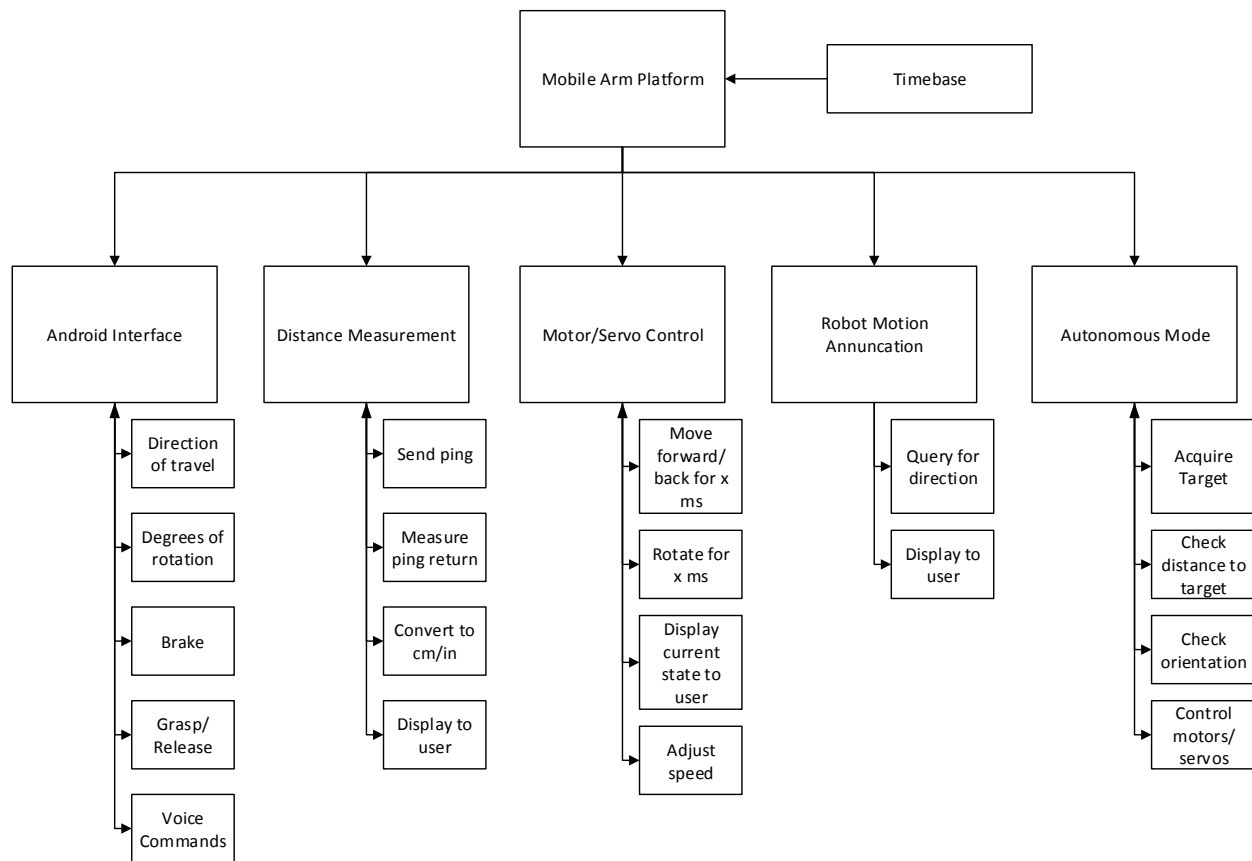 Mobile Arm Platform
Timebase
Android Interface
Distance Measurement
Motor/Servo Control
Robot Motion
Annuncation
Autonomous Mode
Direction
of travel
Degrees of
rotation
Brake
Grasp/
Release
Voice
Commands
Send ping
Measure
ping return
Convert to
cm/in
Display to
user
Move
forward/
back for x
ms
Rotate for
x ms
Display
current
state to
user
Adjust
speed
Query for
direction
Display to
user
Acquire
Target
Check
distance to
target
Check
orientation
Control
motors/
servos